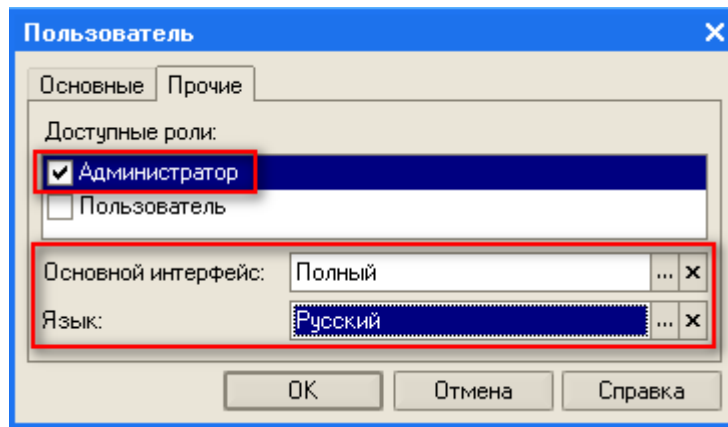 Пользователь
Основные Прочие
Доступные роли:
Администратор
Пользователь
Основной интерфейс: Полный ...
Язык: Русский ...
OK Отмена Справка